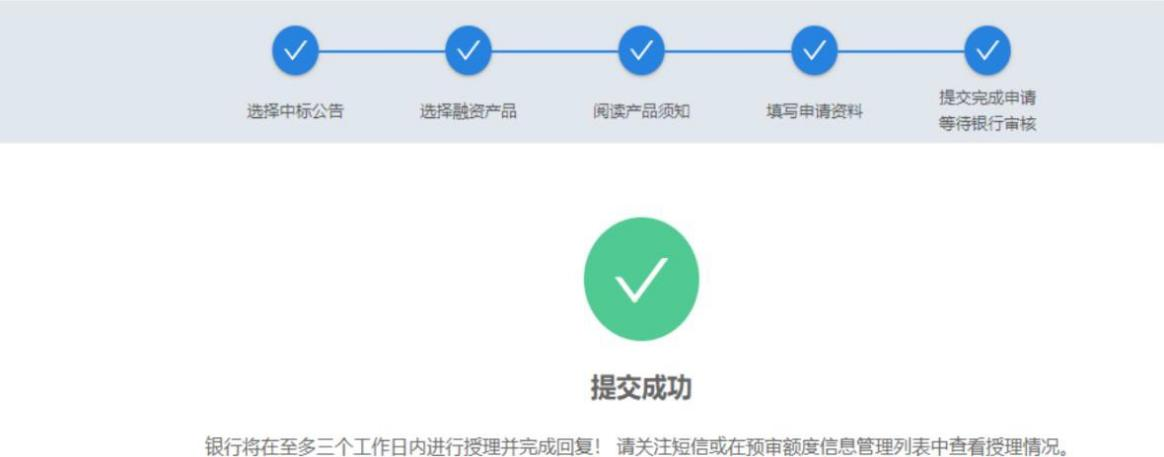 选择中标公告 选择融资产品 阅读产品须知 填写申请资料 提交完成申请
等待银行审核
提交成功
银行将在至多三个工作日内进行授理并完成回复！ 请关注短信或在预审额度信息管理列表中查看授理情况。